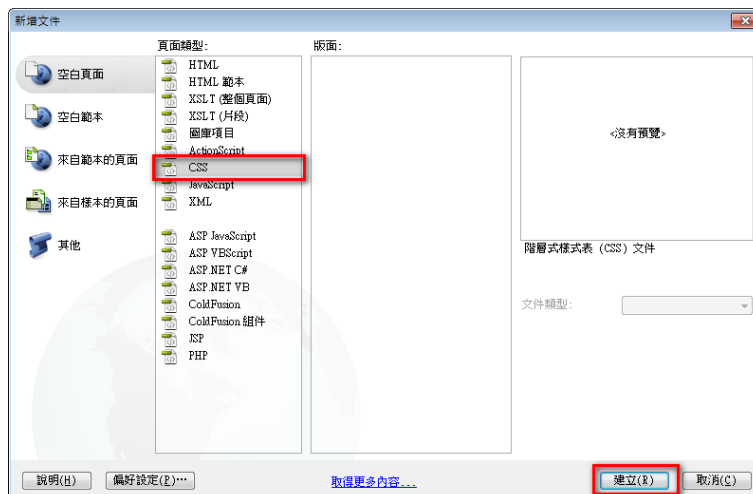 新增文件
頁面類型:
版面:
空白頁面
空白範本
來自範本的頁面
來自樣本的頁面
其他
HTML
HTML 範本
XSLT (整個頁面)
XSLT (片段)
圖庫項目
ActionScript
CSS
JavaScript
XML
ASP JavaScript
ASP VBScript
ASP.NET C#
ASP.NET VB
ColdFusion
ColdFusion 組件
JSP
PHP
<沒有預覽>
階層式樣式表 (CSS) 文件
文件類型:
說明(H)
偏好設定(P)...
取得更多內容...
建立(R)
取消(C)